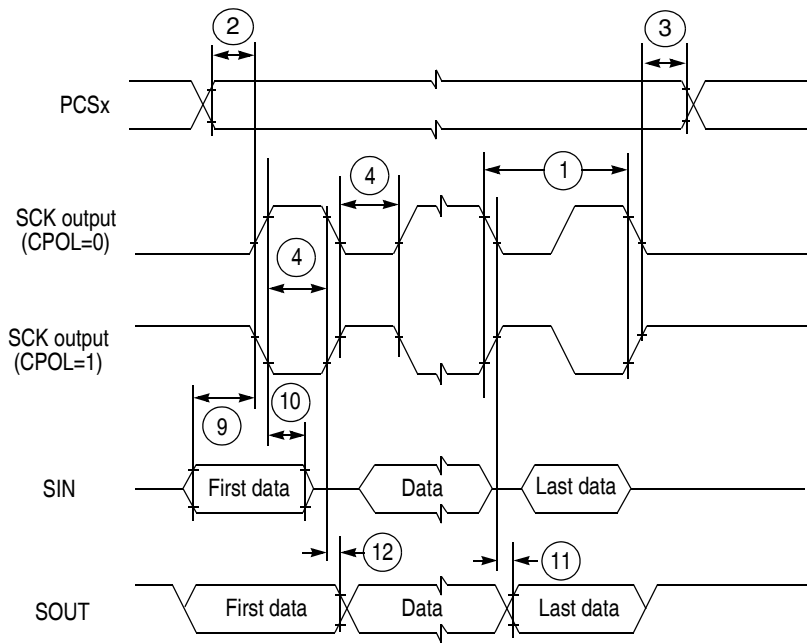 2
3
PCSx
4
1
SCK output
(CPOL=0)
4
SCK output
(CPOL=1)
9
10
SIN
First data
Data
Last data
12
11
SOUT
First data
Data
Last data